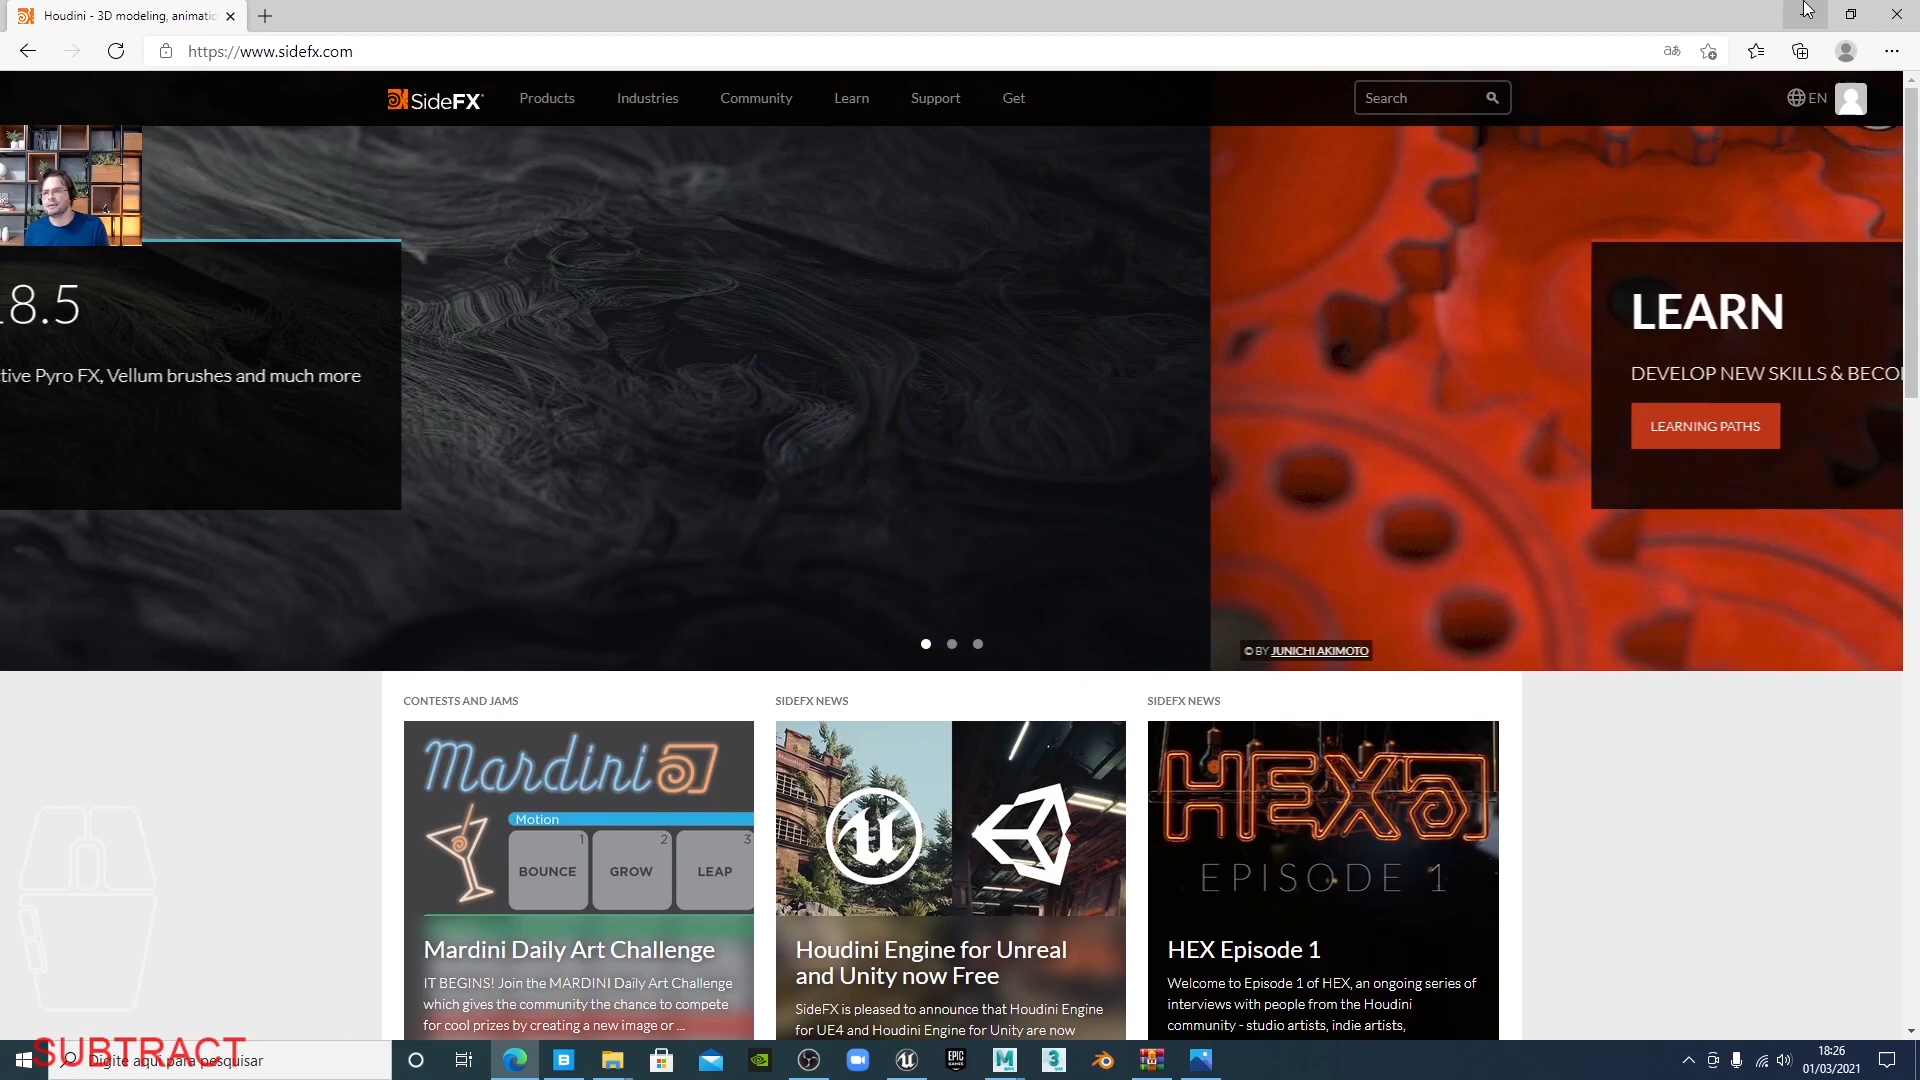 Houdini - 3D modeling, animatic
https://www.sidefx.com
aあ
SideFX
Products
Industries
Community
Learn
Support
Get
Search
EN
8.5
tive Pyro FX, Vellum brushes and much more
LEARN
DEVELOP NEW SKILLS & BECO
LEARNING PATHS
© BY JUNICHI AKIMOTO
CONTESTS AND JAMS
Mardini
Motion
1
2
3
BOUNCE
GROW
LEAP
Mardini Daily Art Challenge
IT BEGINS! Join the MARDINI Daily Art Challenge
which gives the community the chance to compete
for cool prizes by creating a new image or ...
SIDEFX NEWS
Houdini Engine for Unreal
and Unity now Free
SideFX is pleased to announce that Houdini Engine
for UE4 and Houdini Engine for Unity are now
SIDEFX NEWS
HEX
EPISODE 1
HEX Episode 1
Welcome to Episode 1 of HEX, an ongoing series of
interviews with people from the Houdini
community - studio artists, indie artists,
SUBTRACT
Digite aqui para pesquisar
EPIC
GAMES
18:26
01/03/2021